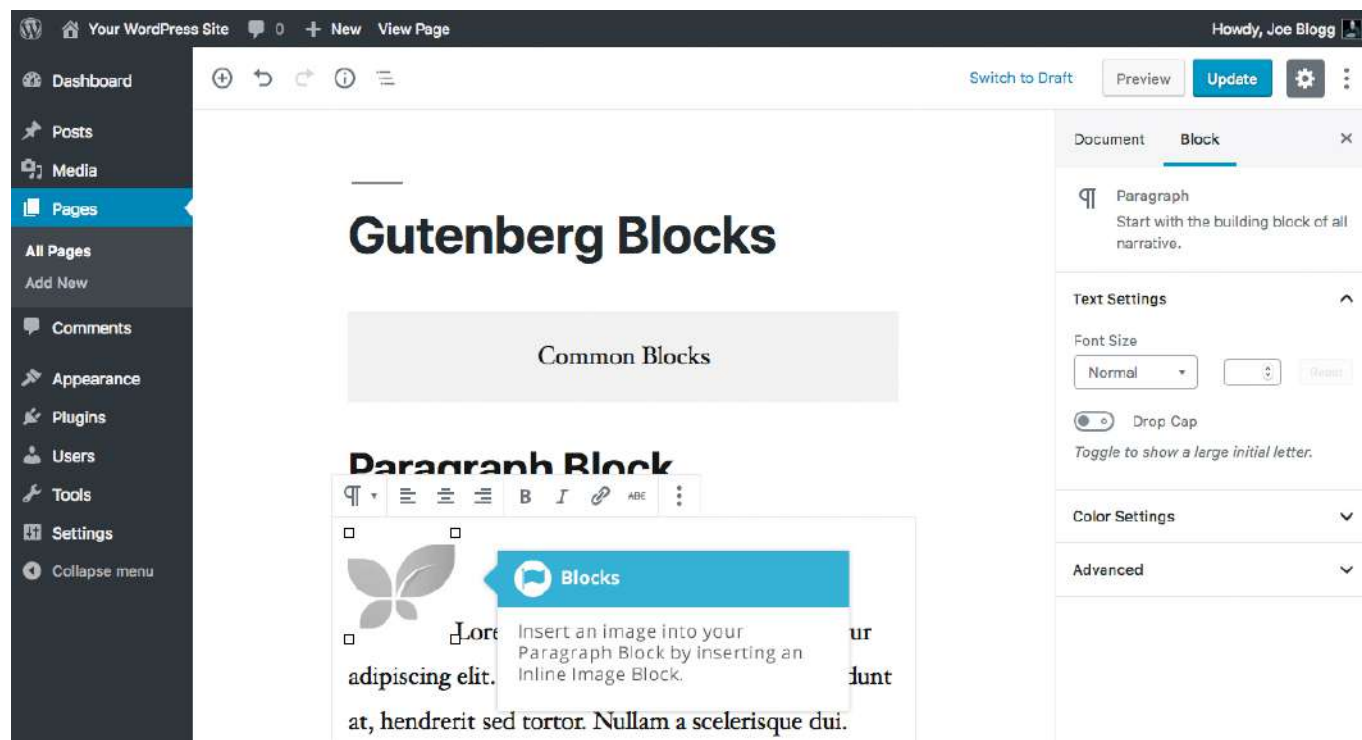 Your WordPress Site 0 + New View Page Howdy, Joe Blogg
Dashboard
Switch to Draft Preview Update
Posts
Media
Pages
All Pages
Add New
Comments
Appearance
Plugins
Users
Tools
Settings
Collapse menu
Gutenberg Blocks
Common Blocks
Paragraph Block
B I ABE
Blocks
Insert an image into your
Paragraph Block by inserting an
Inline Image Block.
Lore ur
adipiscing elit. dunt
at, hendrerit sed tortor. Nullam a scelerisque dui.
Document Block
Paragraph
Start with the building block of all
narrative.
Text Settings
Font Size
Normal Reset
Drop Cap
Toggle to show a large initial letter.
Color Settings
Advanced